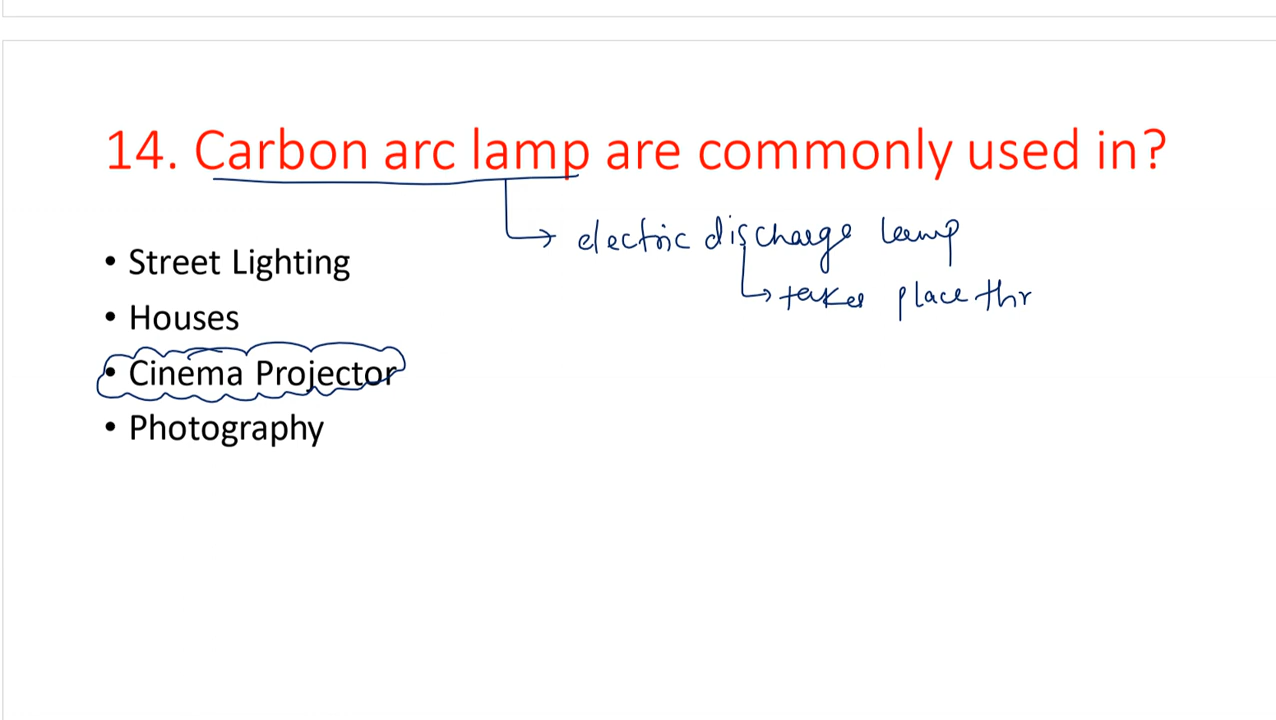 14. Carbon arc lamp are commonly used in?
electric discharge lamp
• Street Lighting
takes place thr
• Houses
• Cinema Projector
• Photography